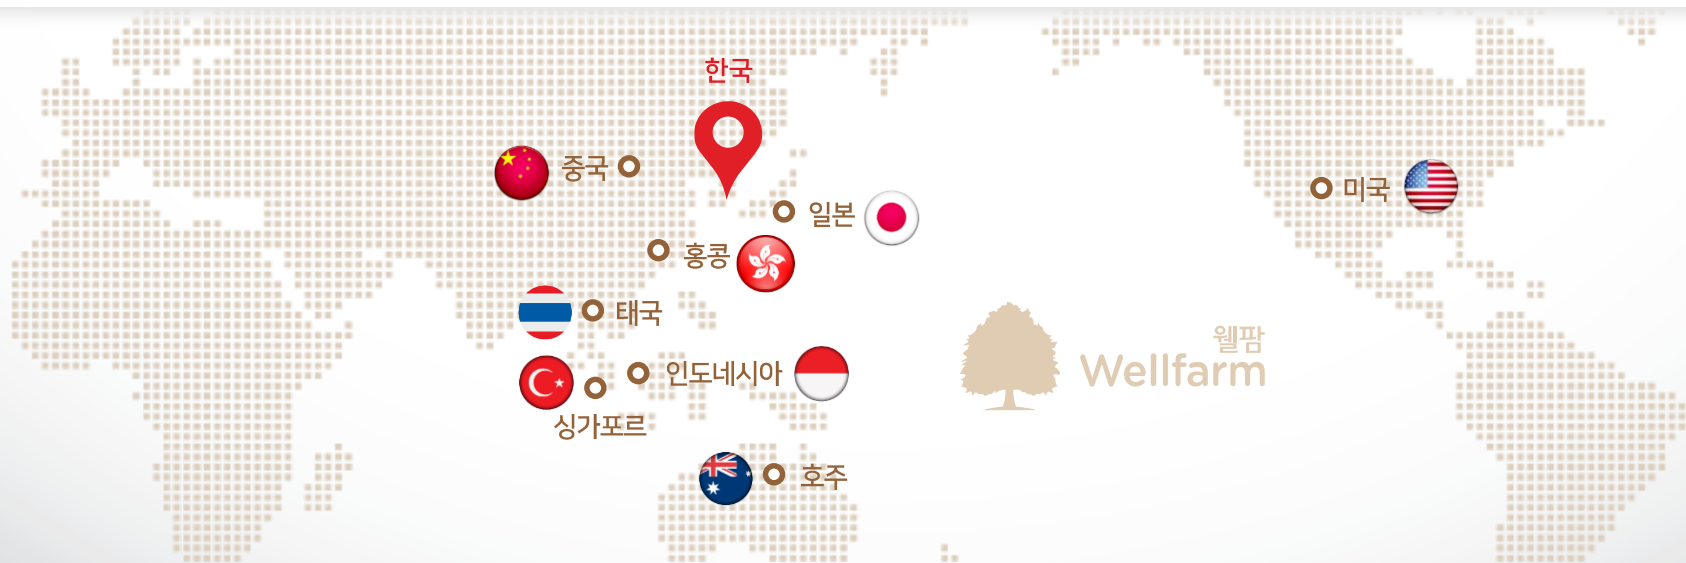 한국
중국
미국
일본
홍콩
태국
웰팜
Wellfarm
인도네시아
싱가포르
호주